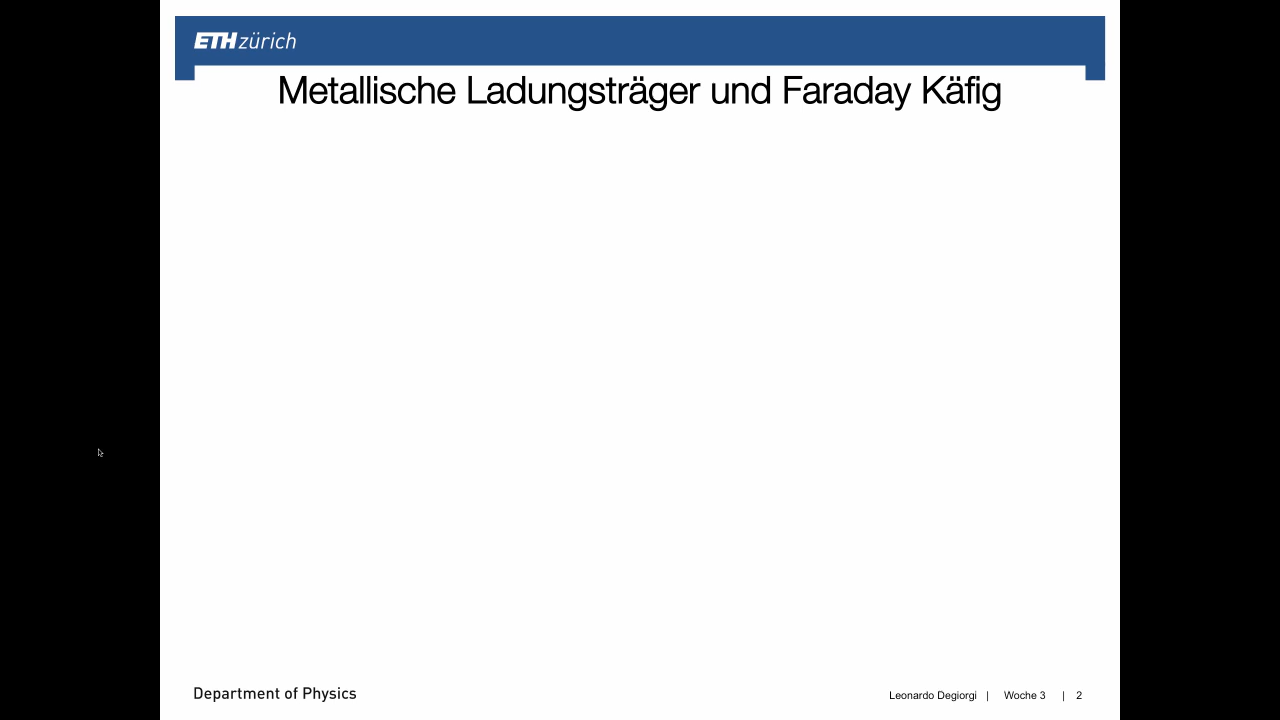 ETH zürich
Metallische Ladungsträger und Faraday Käfig
Department of Physics
Leonardo Degiorgi | Woche 3 | 2